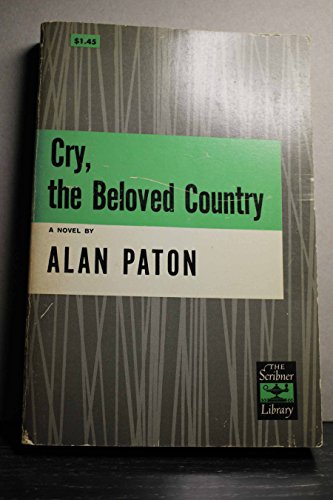 $1.45
Cry,
the Beloved Country
A NOVEL BY
ALAN PATON
THE
Scribner
Library